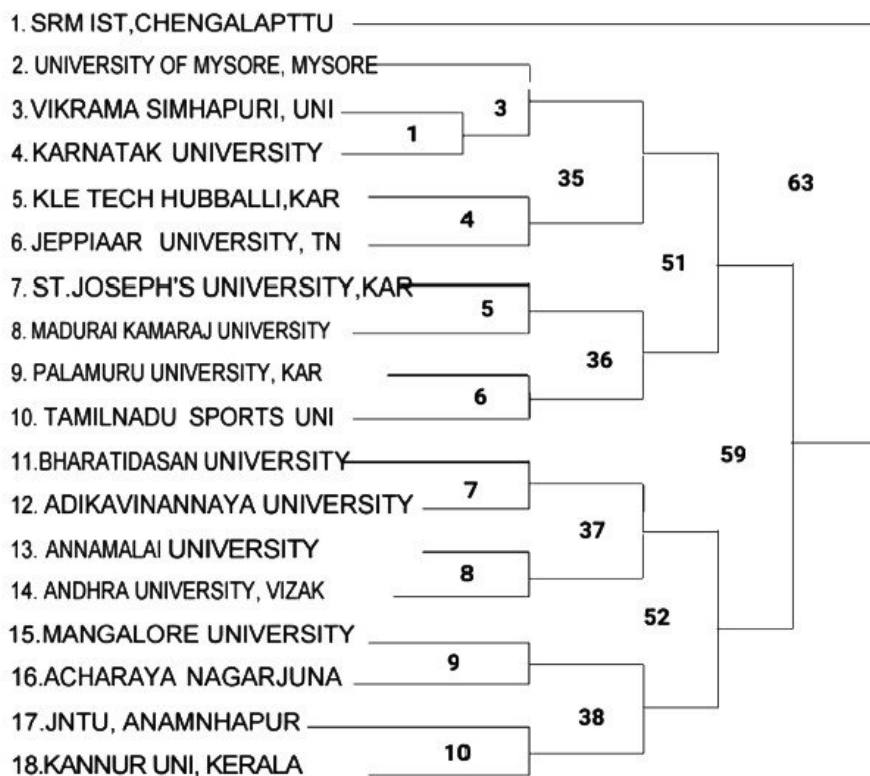 1. SRM IST,CHENGALAPTTU
2. UNIVERSITY OF MYSORE, MYSORE
3.VIKRAMA SIMHAPURI, UNI
4. KARNATAK UNIVERSITY
5. KLE TECH HUBBALLI,KAR
6. JEPPIAAR UNIVERSITY, TN
7. ST.JOSEPH'S UNIVERSITY,KAR
8. MADURAI KAMARAJ UNIVERSITY
9. PALAMURU UNIVERSITY, KAR
10. TAMILNADU SPORTS UNI
11.BHARATIDASAN UNIVERSITY
12. ADIKAVINANNAYA UNIVERSITY
13. ANNAMALAI UNIVERSITY
14. ANDHRA UNIVERSITY, VIZAK
15.MANGALORE UNIVERSITY
16.ACHARAYA NAGARJUNA
17.JNTU, ANAMNHAPUR
18.KANNUR UNI, KERALA
1
3
4
5
6
7
8
9
10
35
36
37
38
51
52
59
63